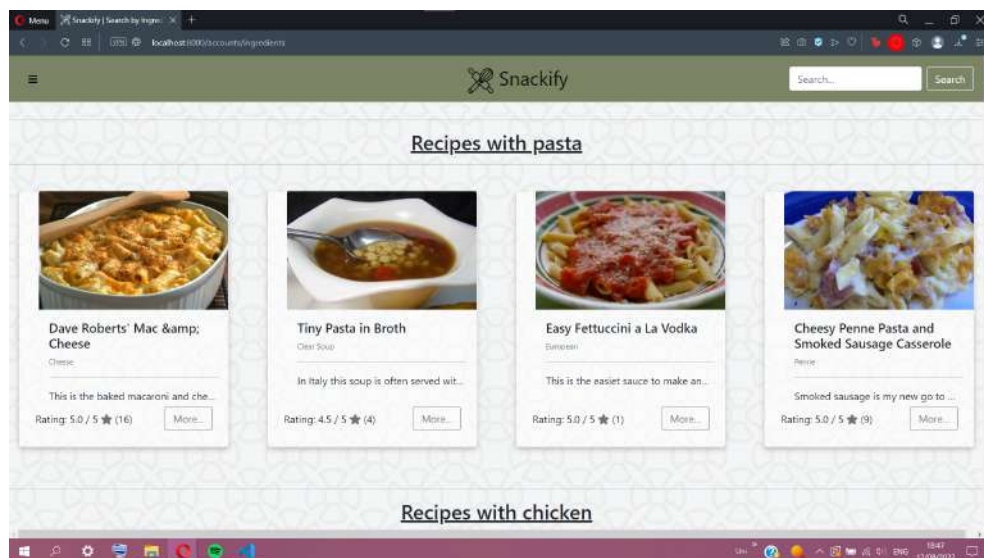 Menu
Snackify | Search by Ingre
localhost:8000/accounts/ingredients
Snackify
Search...
Search
Recipes with pasta
Dave Roberts' Mac &amp; Cheese
Cheese
This is the baked macaroni and che...
Rating: 5.0 / 5 ★ (16)
More...
Tiny Pasta in Broth
Clear Soup
In Italy this soup is often served wit...
Rating: 4.5 / 5 ★ (4)
More...
Easy Fettuccini a La Vodka
European
This is the easiet sauce to make an...
Rating: 5.0 / 5 ★ (1)
More...
Cheesy Penne Pasta and
Smoked Sausage Casserole
Penne
Smoked sausage is my new go to ...
Rating: 5.0 / 5 ★ (9)
More...
Recipes with chicken
ENG
18:47